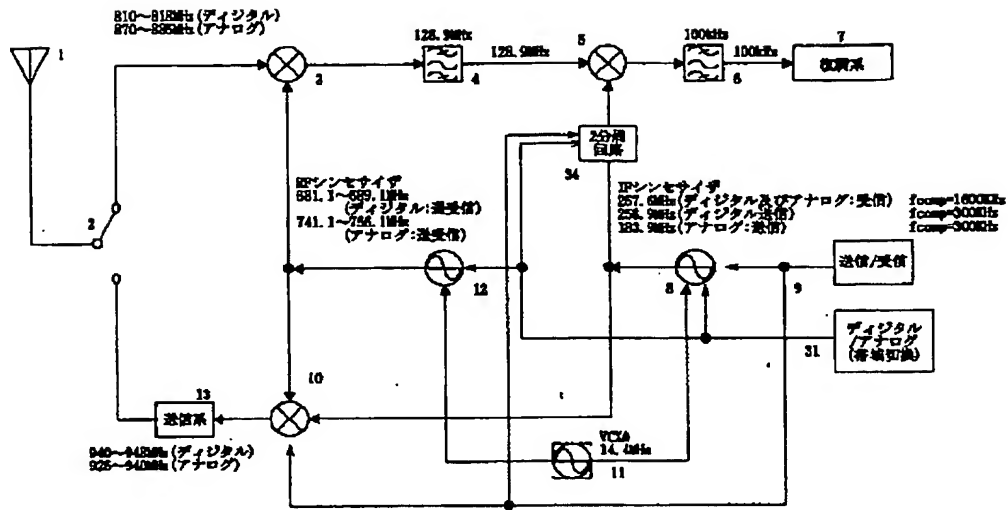 810～818MHz(ディジタル)
870～885MHz(アナログ)
1
2
3
128.9MHz
4
128.9MHz
5
100kHz
6
100kHz
7
復調系
2分周
回路
34
RFシンセサイザ
681.1～689.1MHz
(ディジタル:送受信)
741.1～756.1MHz
(アナログ:送受信)
IFシンセサイザ
257.6MHz(ディジタル及びアナログ:受信)
258.9MHz(ディジタル送信)
183.9MHz(アナログ:送信)
fcomp=1600KHz
fcomp=300KHz
fcomp=300KHz
12
8
9
送信/受信
31
ディジタル
/アナログ
(帯域切換)
10
13
送信系
940～948MHz(ディジタル)
925～940MHz(アナログ)
14.4MHz
11